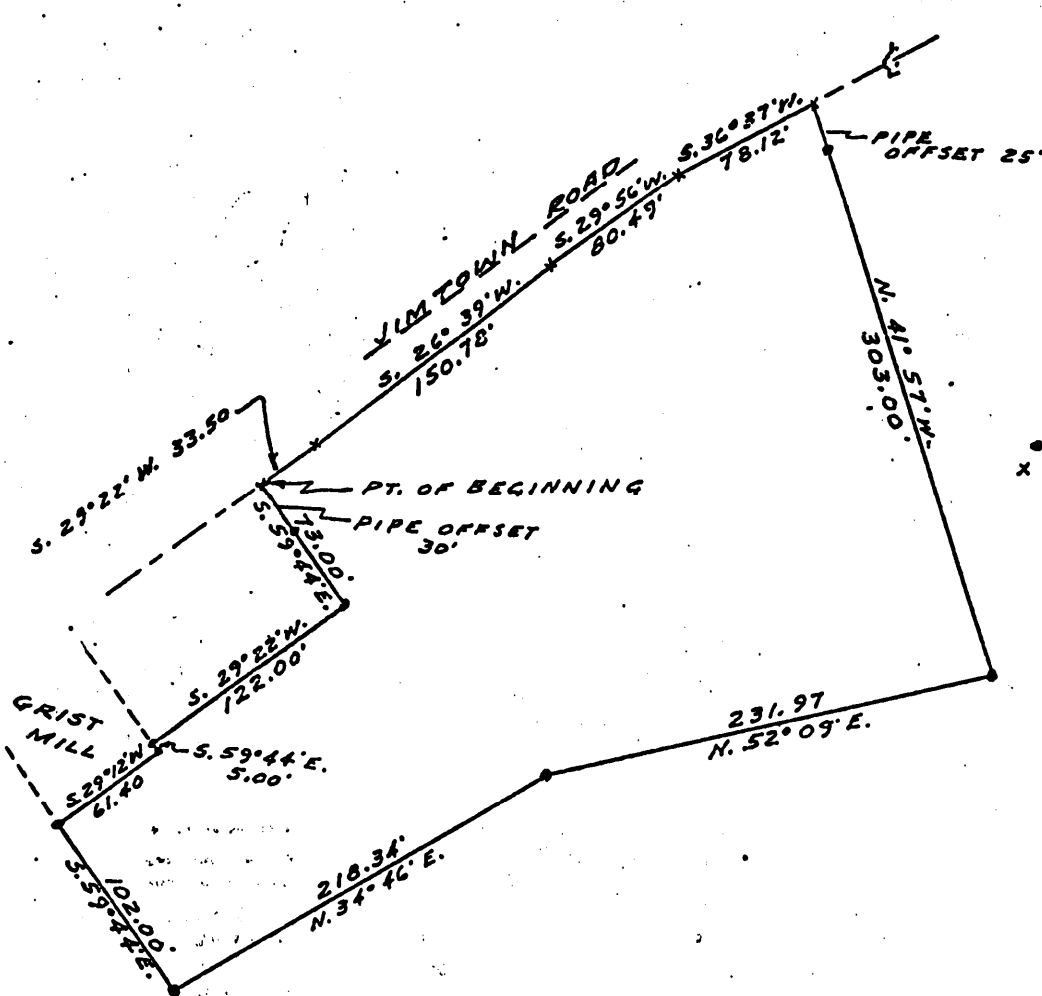 S. 36° 37' W.
78.12'
PIPE
OFFSET 25'
JIMTOWN ROAD
S. 29° 56' W.
80.49'
S. 26° 39' W.
150.78'
N. 41° 57' W.
303.00'
S. 29° 22' W. 33.50
PT. OF BEGINNING
PIPE OFFSET
30'
73.00'
S. 59° 44' E.
S. 29° 22' W.
122.00'
GRIST
MILL
S. 59° 44' E.
5.00'
S. 29° 12' W
61.40
231.97
N. 52° 09' E.
218.34'
N. 34° 46' E.
102.00'
S. 59° 44' E.